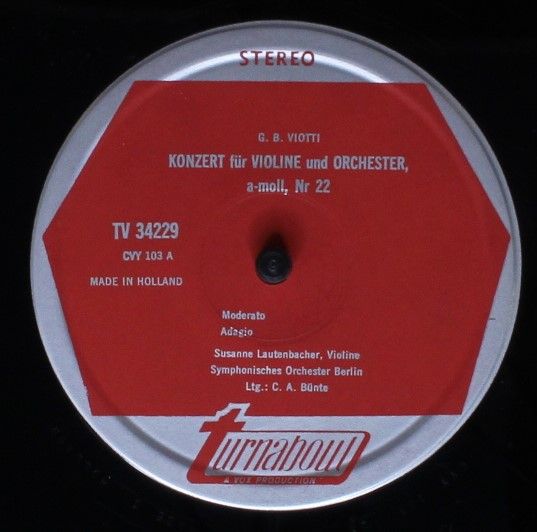 STEREO
G. B. VIOTTI
KONZERT für VIOLINE und ORCHESTER,
a-moll, Nr 22
TV 34229
CVY 103 A
MADE IN HOLLAND
Moderato
Adagio
Susanne Lautenbacher, Violine
Symphonisches Orchester Berlin
Ltg.: C. A. Bünte
turnabout
A VOX PRODUCTION